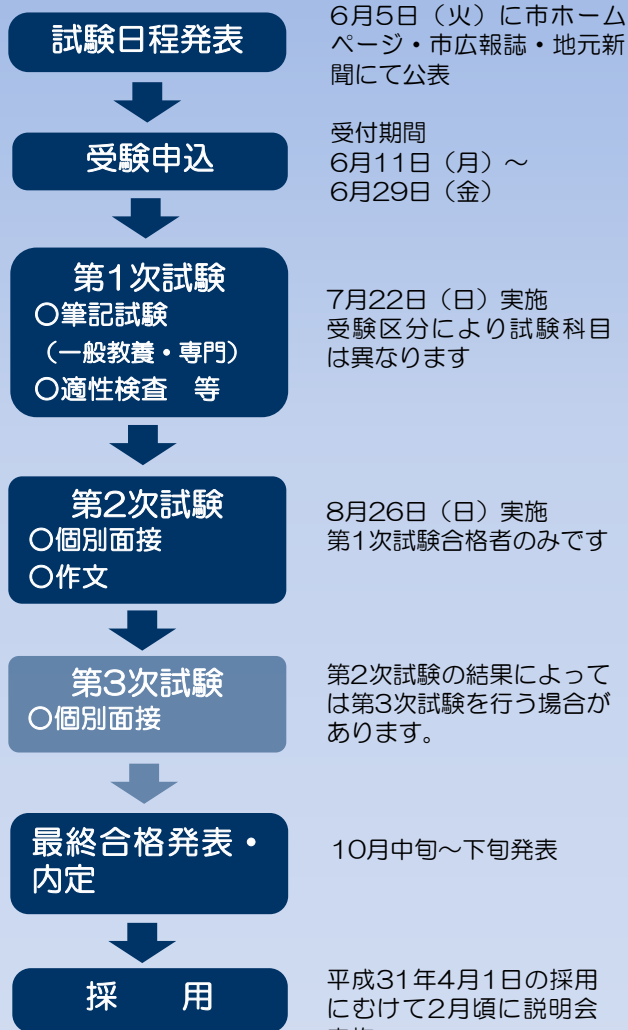 試験日程発表
6月5日（火）に市ホーム
ページ・市広報誌・地元新
聞にて公表
受験申込
受付期間
6月11日（月）～
6月29日（金）
第1次試験
○筆記試験
（一般教養・専門）
○適性検査　等
7月22日（日）実施
受験区分により試験科目
は異なります
第2次試験
○個別面接
○作文
8月26日（日）実施
第1次試験合格者のみです
第3次試験
○個別面接
第2次試験の結果によって
は第3次試験を行う場合が
あります。
最終合格発表・
内定
10月中旬～下旬発表
採　　用
平成31年4月1日の採用
にむけて2月頃に説明会